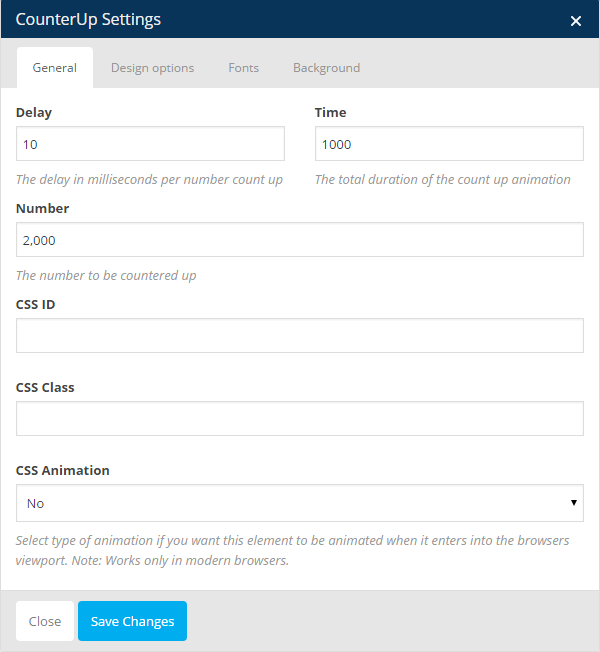 CounterUp Settings ×
General Design options Fonts Background
Delay Time
10 1000
The delay in milliseconds per number count up The total duration of the count up animation
Number
2,000
The number to be countered up
CSS ID
CSS Class
CSS Animation
No
Select type of animation if you want this element to be animated when it enters into the browsers
viewport. Note: Works only in modern browsers.
Close Save Changes